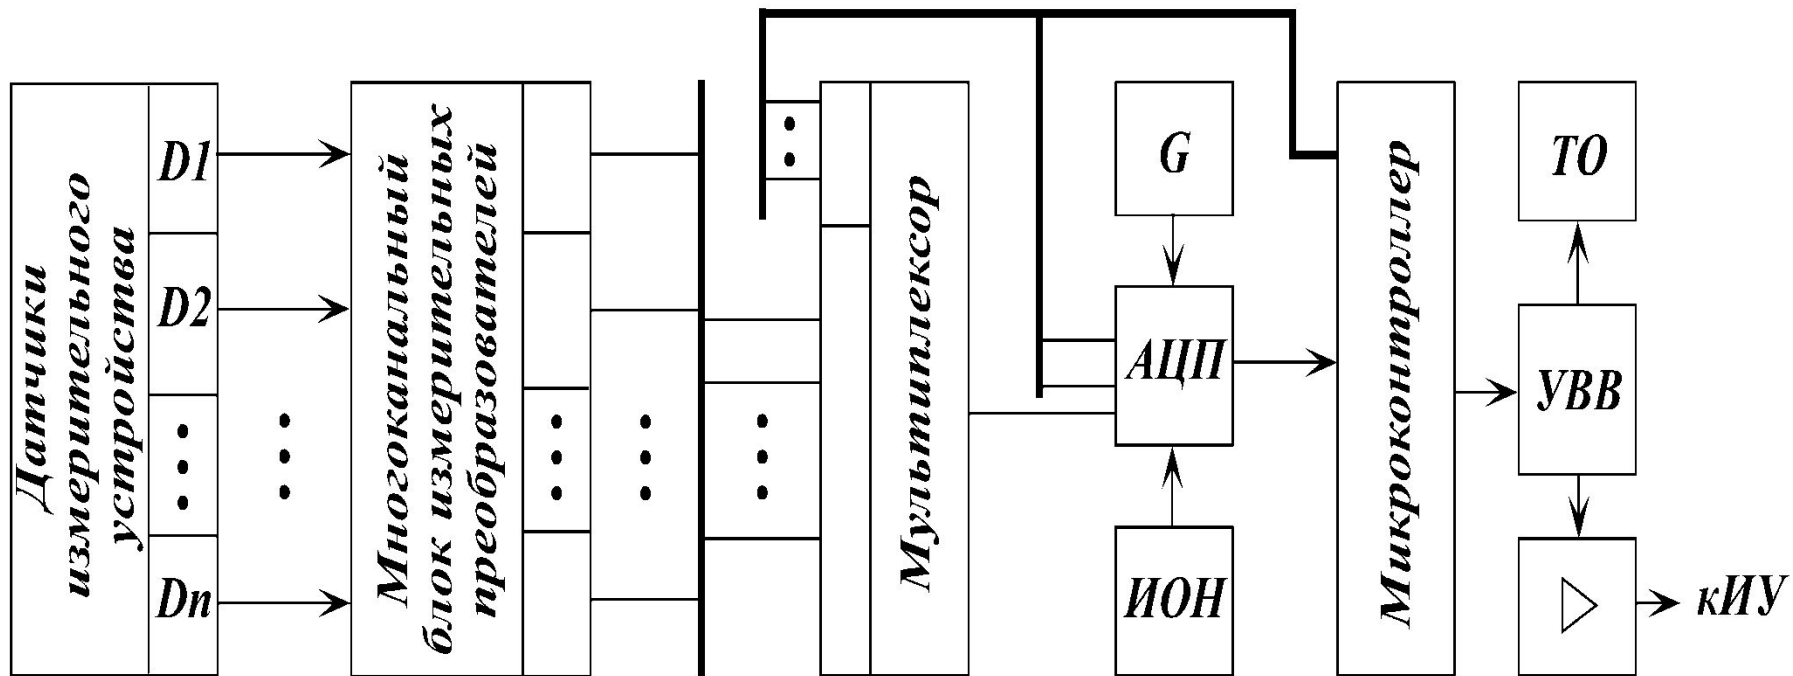 Датчики
измерительного
устройства
D1
D2
Dn
Многоканальный
блок измерительных
преобразователей
Мультиплексор
G
АЦП
ИОН
Микроконтроллер
ТО
УВВ
кИУ